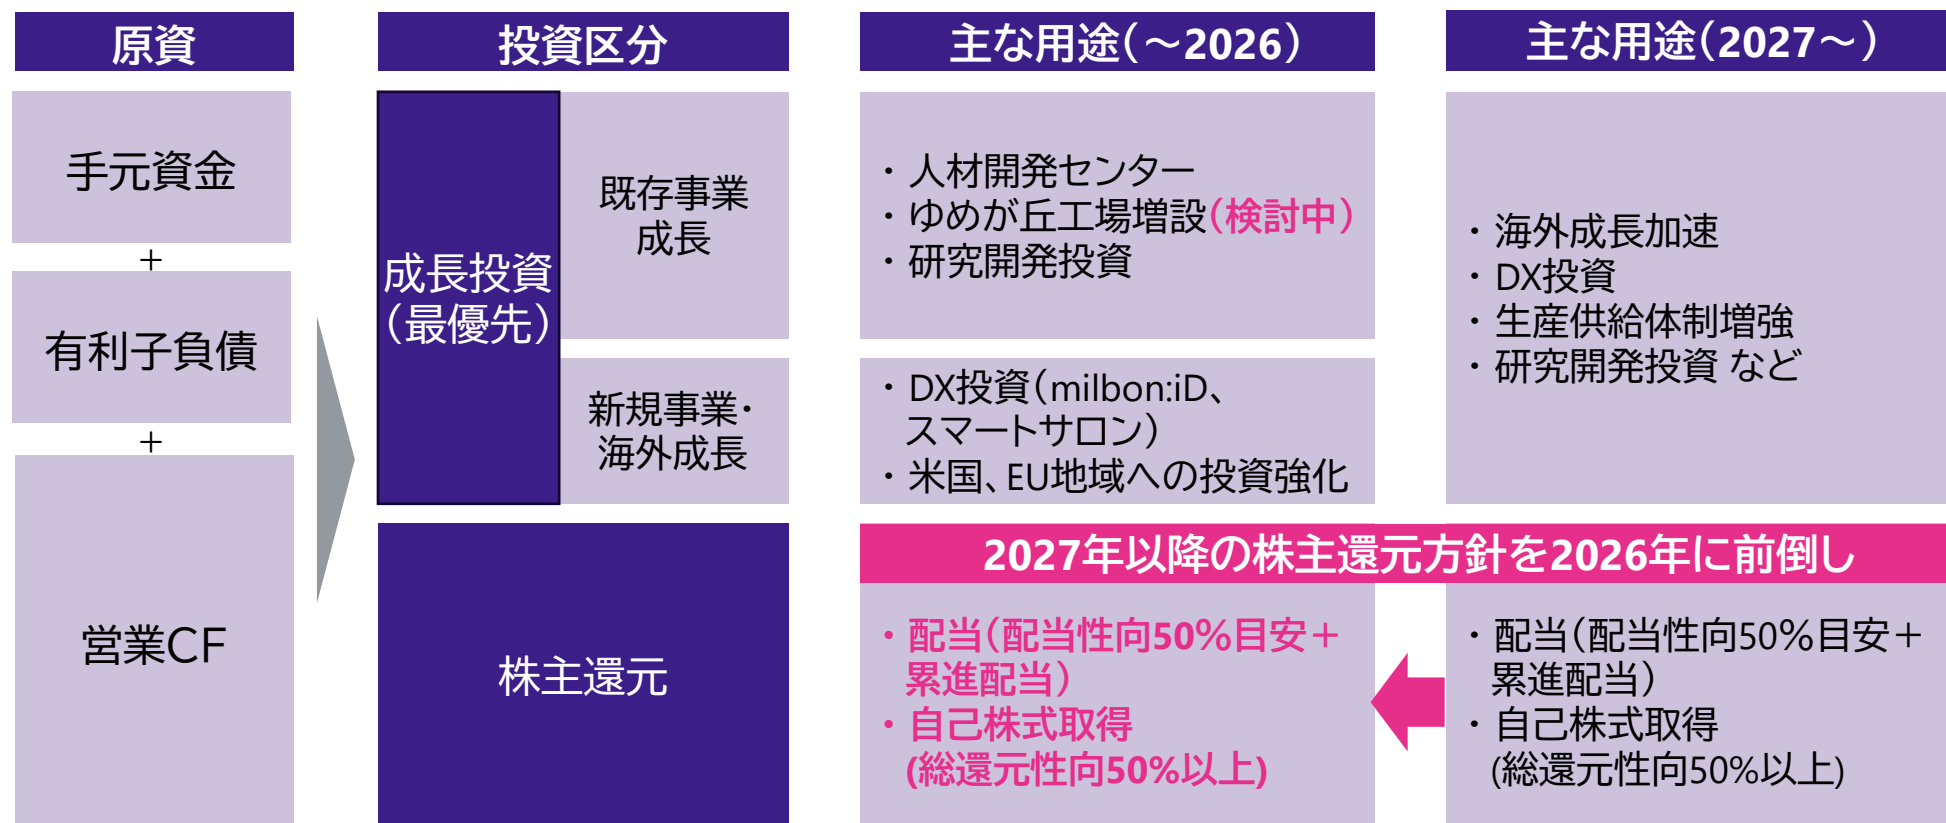 原資
手元資金
+
有利子負債
+
営業CF
投資区分
成長投資
（最優先）
既存事業
成長
新規事業・
海外成長
株主還元
主な用途（～2026）
・人材開発センター
・ゆめが丘工場増設（検討中）
・研究開発投資
・DX投資（milbon:iD、
スマートサロン）
・米国、EU地域への投資強化
主な用途（2027～）
・海外成長加速
・DX投資
・生産供給体制増強
・研究開発投資 など
2027年以降の株主還元方針を2026年に前倒し
・配当（配当性向50％目安＋
累進配当）
・自己株式取得
(総還元性向50%以上)
・配当（配当性向50％目安＋
累進配当）
・自己株式取得
(総還元性向50%以上)